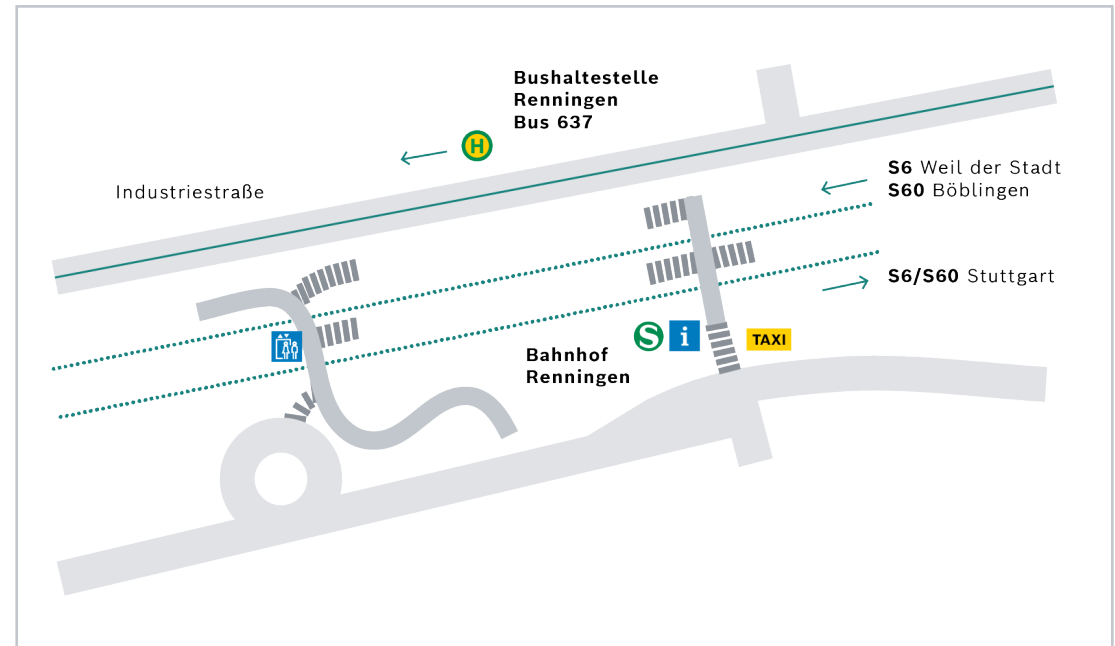 Bushaltestelle
Renningen
Bus 637
H
Industriestraße
S6 Weil der Stadt
S60 Böblingen
S6/S60 Stuttgart
S
i
TAXI
Bahnhof
Renningen